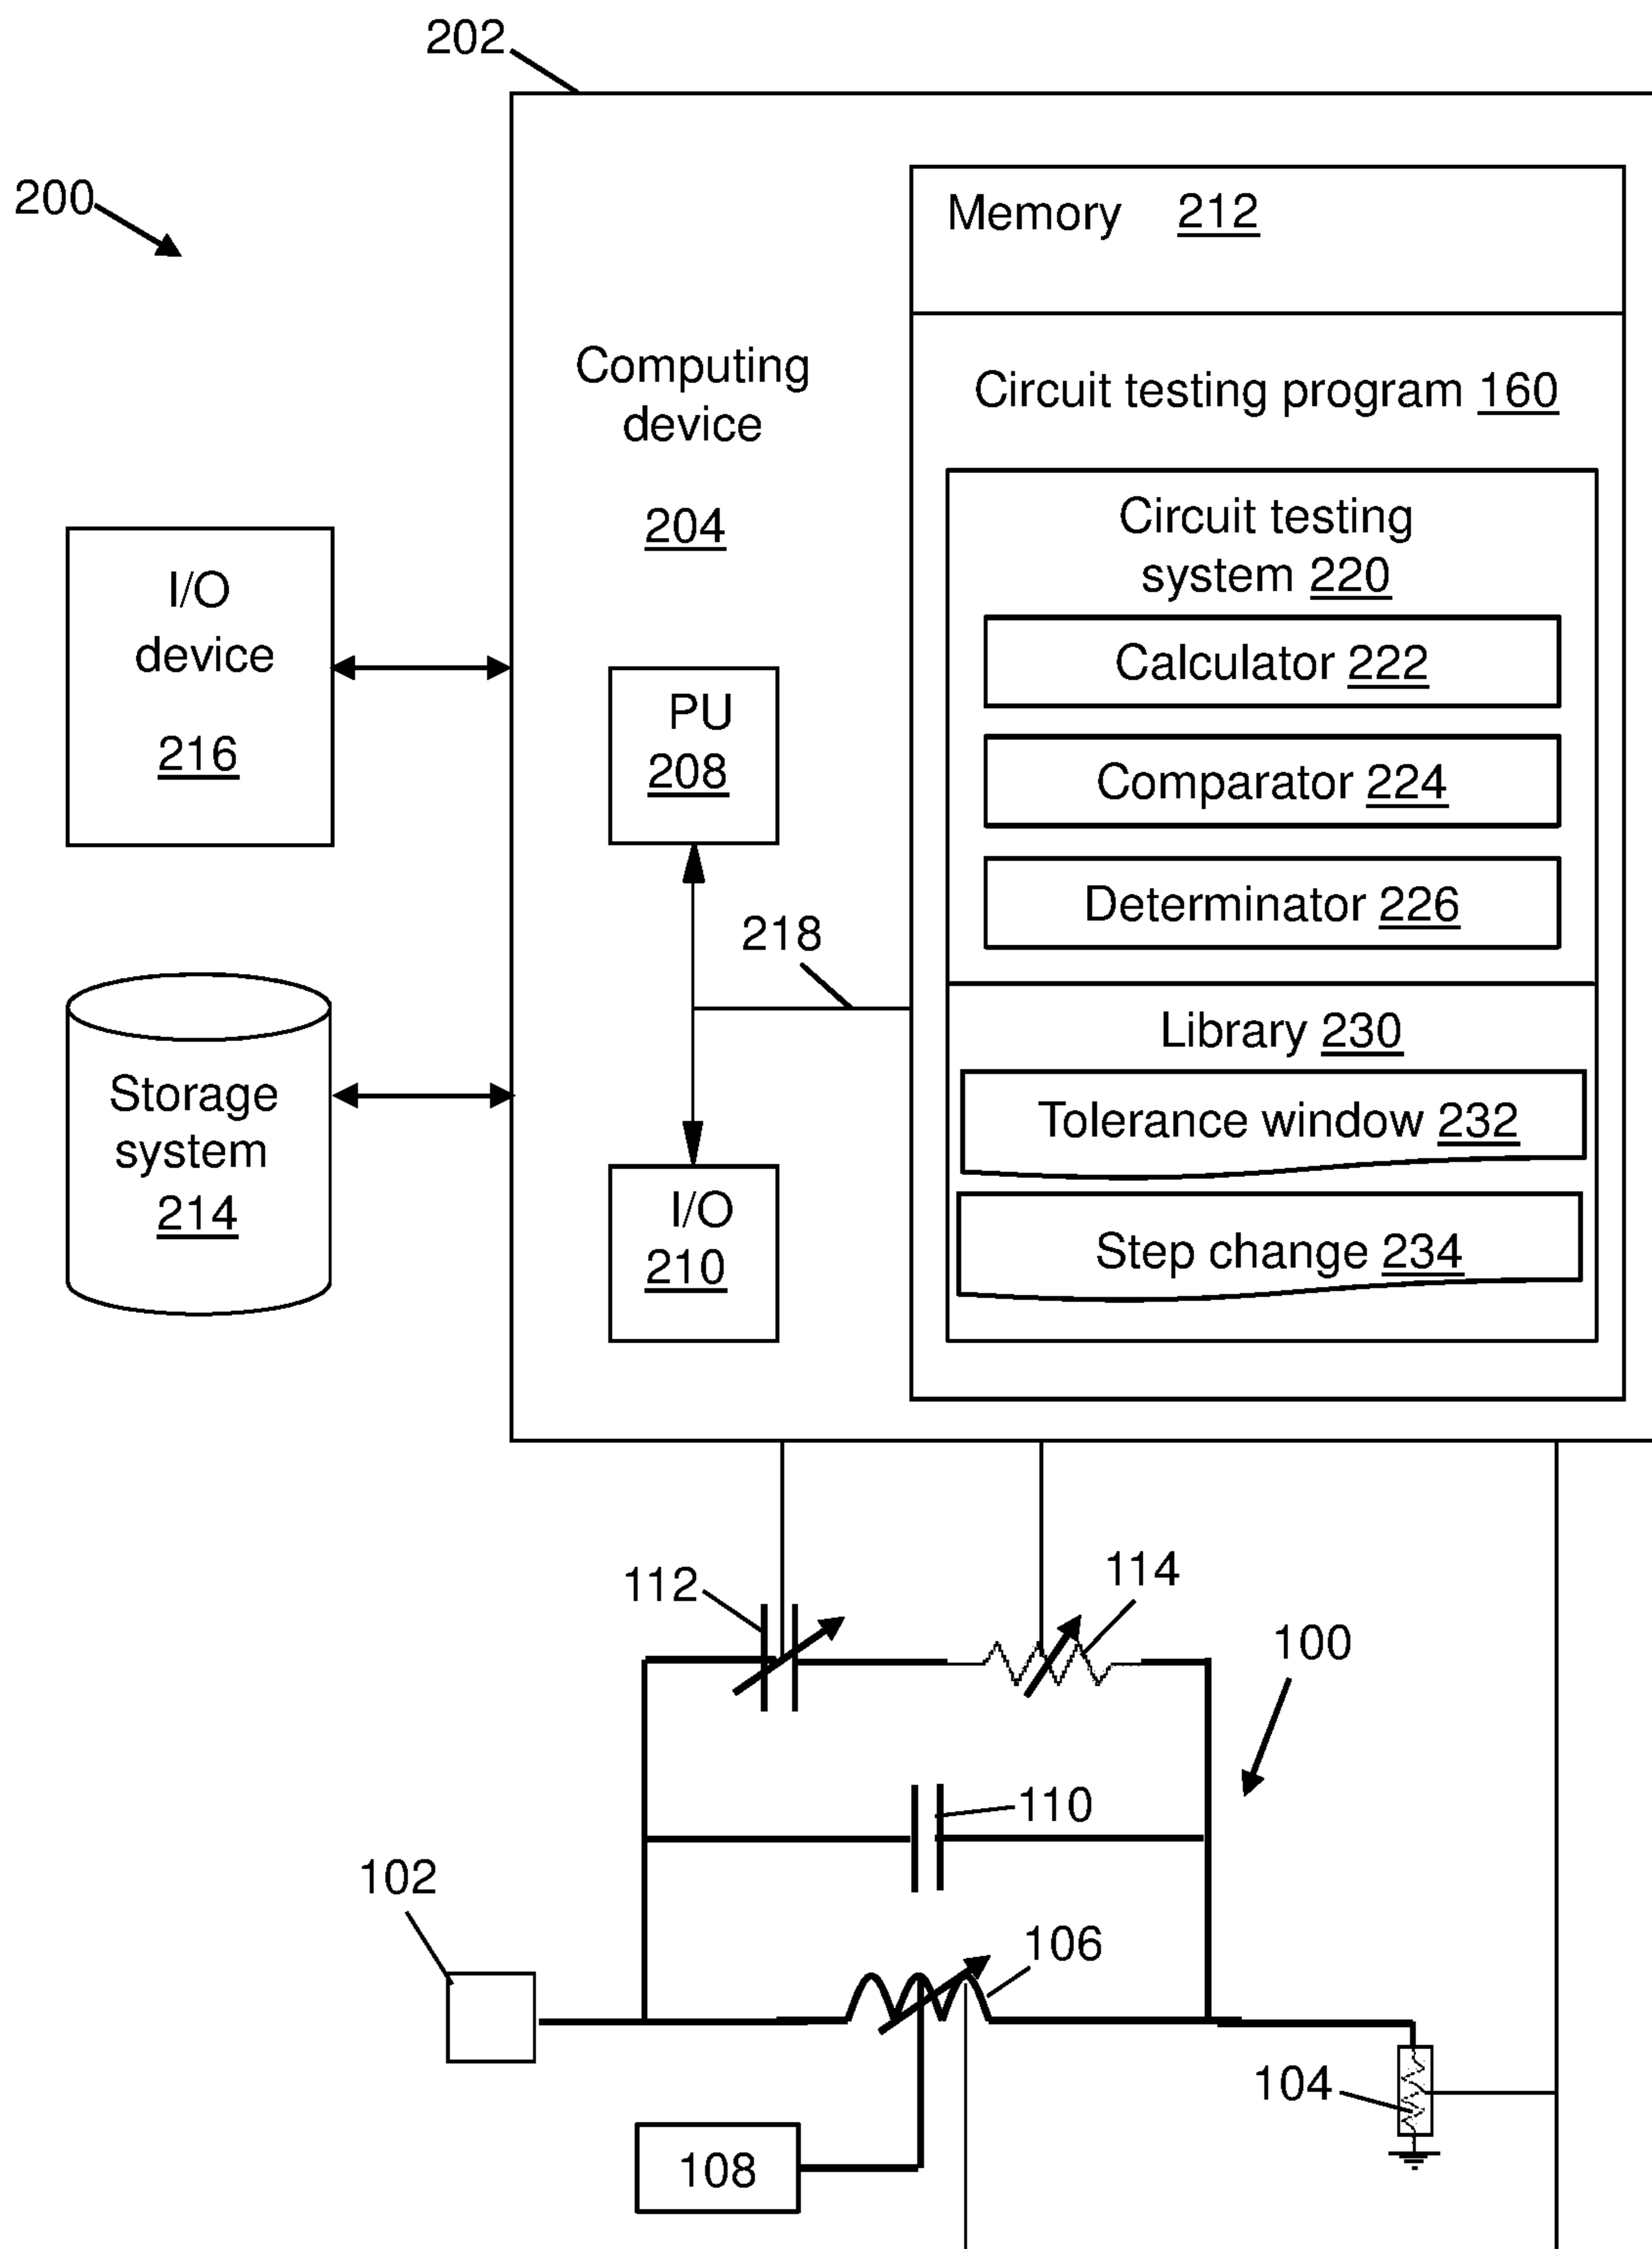 202
200
Memory 212
Computing
device
204
Circuit testing program 160
Circuit testing
system 220
I/O
device
216
Calculator 222
PU
208
Comparator 224
Determinator 226
218
Library 230
Storage
system
214
Tolerance window 232
I/O
210
Step change 234
112
114
100
110
102
106
104
108